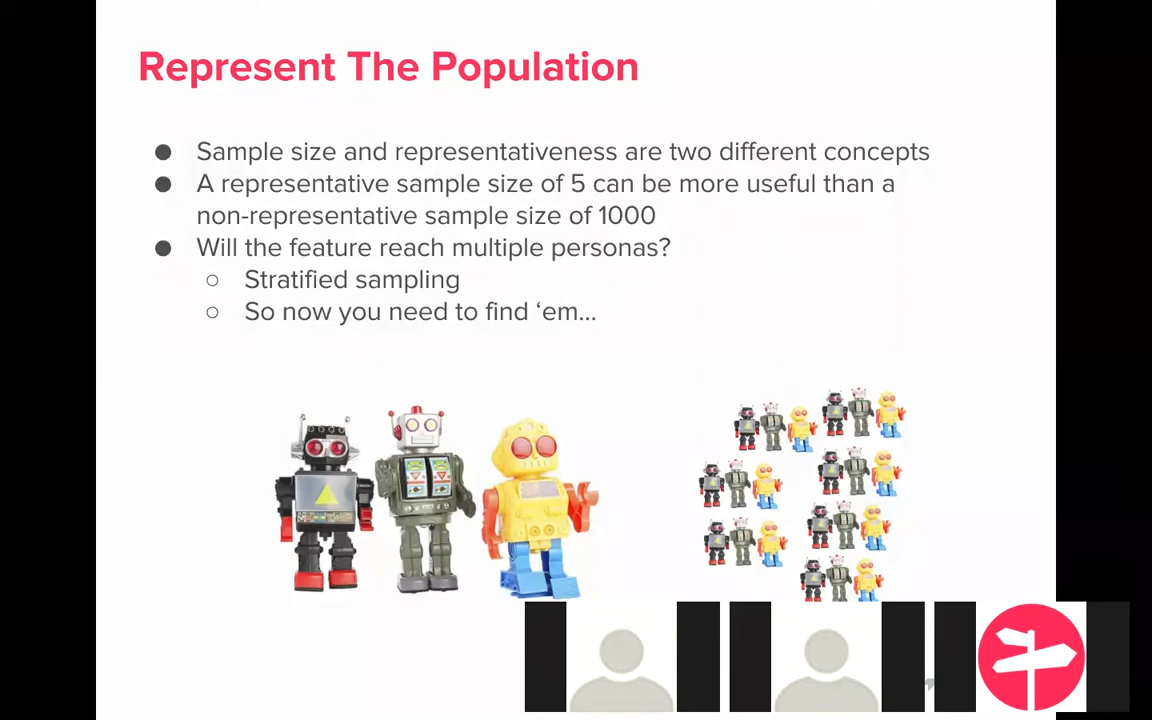 Represent The Population
● Sample size and representativeness are two different concepts
● A representative sample size of 5 can be more useful than a
non-representative sample size of 1000
● Will the feature reach multiple personas?
○ Stratified sampling
○ So now you need to find ‘em...